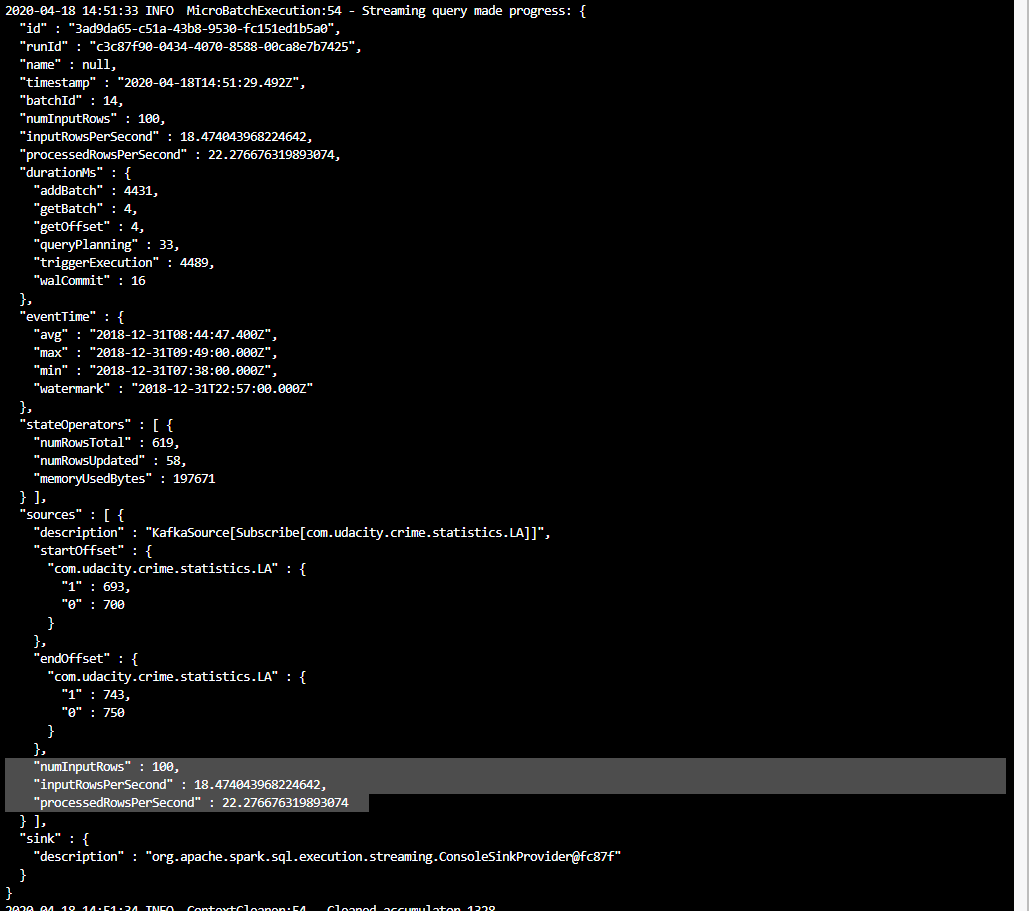 2020-04-18 14:51:33 INFO  MicroBatchExecution:54 - Streaming query made progress: {
  "id" : "3ad9da65-c51a-43b8-9530-fc151ed1b5a0",
  "runId" : "c3c87f90-0434-4070-8588-00ca8e7b7425",
  "name" : null,
  "timestamp" : "2020-04-18T14:51:29.492Z",
  "batchId" : 14,
  "numInputRows" : 100,
  "inputRowsPerSecond" : 18.474043968224642,
  "processedRowsPerSecond" : 22.276676319893074,
  "durationMs" : {
    "addBatch" : 4431,
    "getBatch" : 4,
    "getOffset" : 4,
    "queryPlanning" : 33,
    "triggerExecution" : 4489,
    "walCommit" : 16
  },
  "eventTime" : {
    "avg" : "2018-12-31T08:44:47.400Z",
    "max" : "2018-12-31T09:49:00.000Z",
    "min" : "2018-12-31T07:38:00.000Z",
    "watermark" : "2018-12-31T22:57:00.000Z"
  },
  "stateOperators" : [ {
    "numRowsTotal" : 619,
    "numRowsUpdated" : 58,
    "memoryUsedBytes" : 197671
  } ],
  "sources" : [ {
    "description" : "KafkaSource[Subscribe[com.udacity.crime.statistics.LA]]",
    "startOffset" : {
      "com.udacity.crime.statistics.LA" : {
        "1" : 693,
        "0" : 700
      }
    },
    "endOffset" : {
      "com.udacity.crime.statistics.LA" : {
        "1" : 743,
        "0" : 750
      }
    },
    "numInputRows" : 100,
    "inputRowsPerSecond" : 18.474043968224642,
    "processedRowsPerSecond" : 22.276676319893074
  } ],
  "sink" : {
    "description" : "org.apache.spark.sql.execution.streaming.ConsoleSinkProvider@fc87f"
  }
}
2020-04-18 14:51:34 INFO  ContextCleaner:54 - Cleaned accumulator 1328